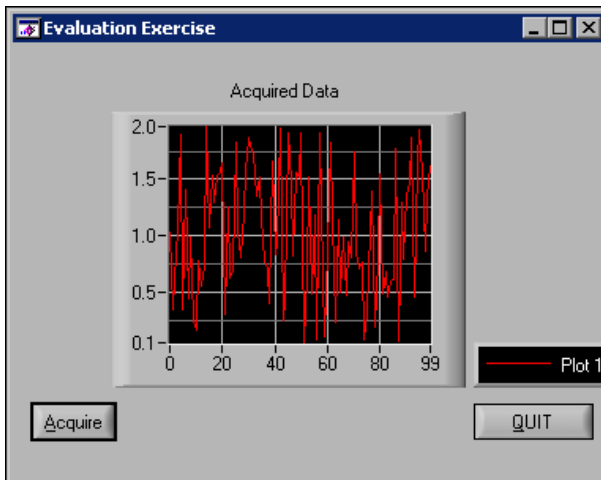 Evaluation Exercise
Acquired Data
2.0
1.5
1.0
0.5
0.1
0 20 40 60 80 99
Plot 1
Acquire
QUIT